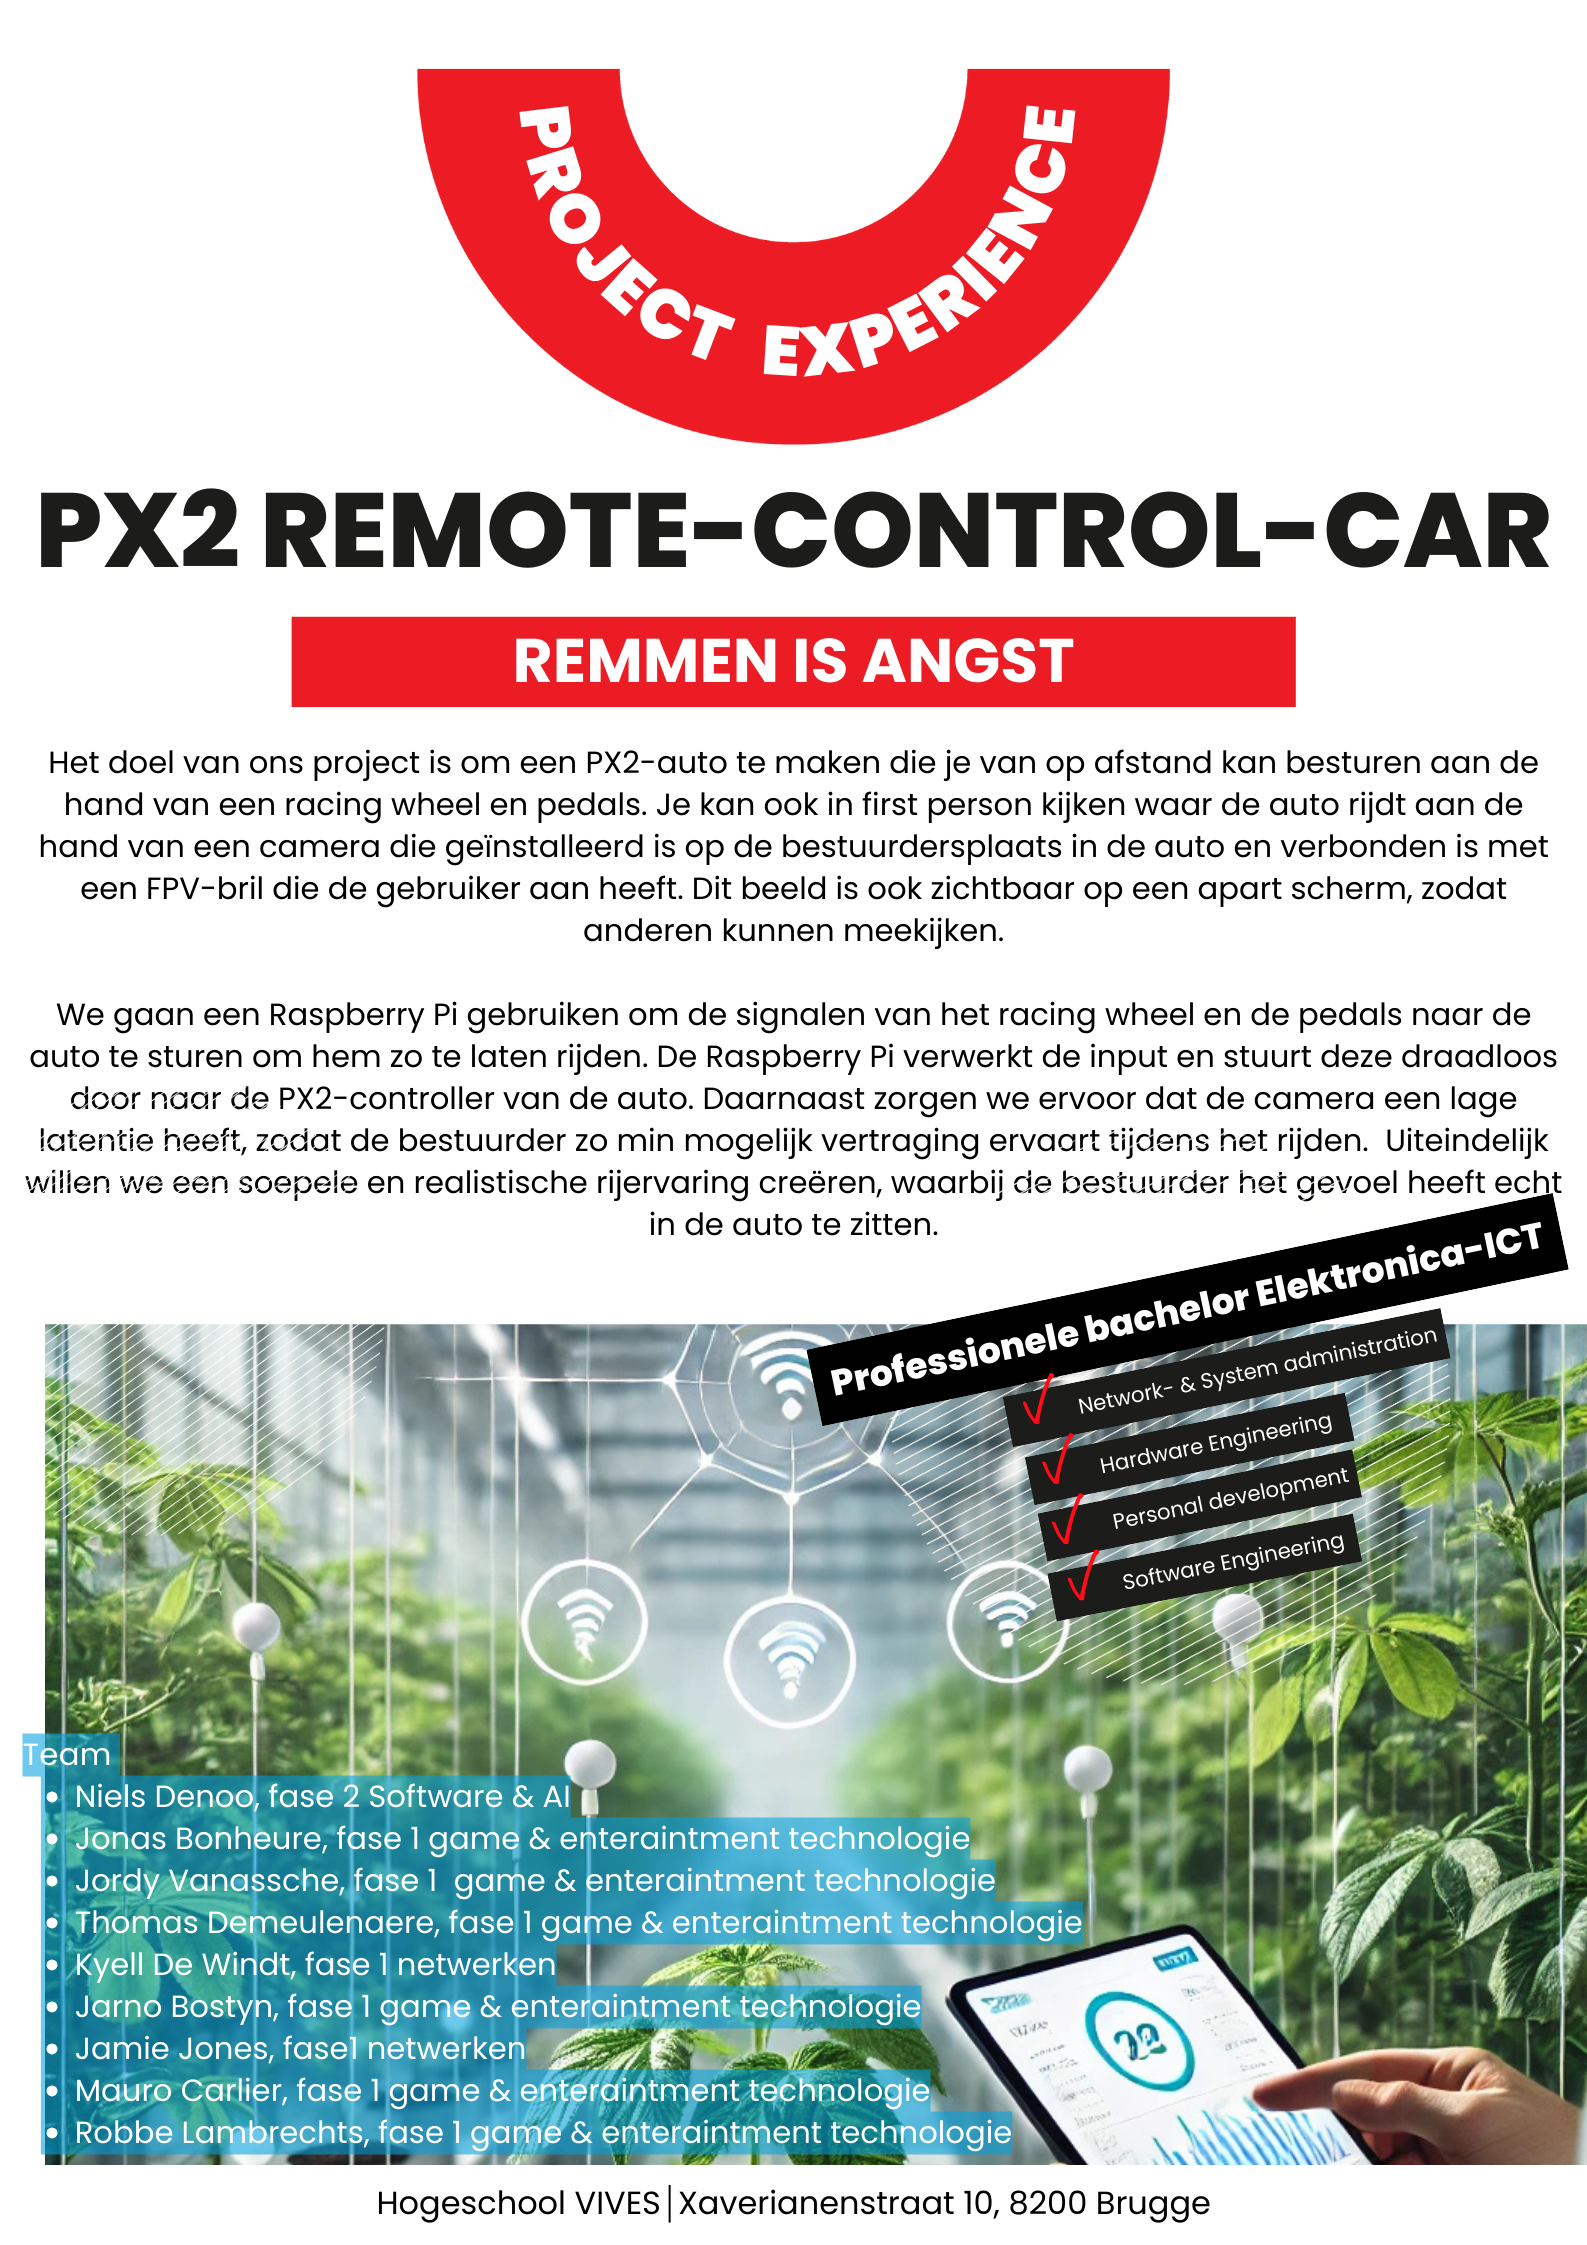 PROJECT EXPERIENCE
PX2 REMOTE-CONTROL-CAR
REMMEN IS ANGST
Het doel van ons project is om een PX2-auto te maken die je van op afstand kan besturen aan de
hand van een racing wheel en pedals. Je kan ook in first person kijken waar de auto rijdt aan de
hand van een camera die geïnstalleerd is op de bestuurdersplaats in de auto en verbonden is met
een FPV-bril die de gebruiker aan heeft. Dit beeld is ook zichtbaar op een apart scherm, zodat
anderen kunnen meekijken.
We gaan een Raspberry Pi gebruiken om de signalen van het racing wheel en de pedals naar de
auto te sturen om hem zo te laten rijden. De Raspberry Pi verwerkt de input en stuurt deze draadloos
door naar de PX2-controller van de auto. Daarnaast zorgen we ervoor dat de camera een lage
latentie heeft, zodat de bestuurder zo min mogelijk vertraging ervaart tijdens het rijden.  Uiteindelijk
willen we een soepele en realistische rijervaring creëren, waarbij de bestuurder het gevoel heeft echt
in de auto te zitten.
Professionele bachelor Elektronica-ICT
Network- & System administration
Hardware Engineering
Personal development
Software Engineering
Team
• Niels Denoo, fase 2 Software & AI
• Jonas Bonheure, fase 1 game & enteraintment technologie
• Jordy Vanassche, fase 1  game & enteraintment technologie
• Thomas Demeulenaere, fase 1 game & enteraintment technologie
• Kyell De Windt, fase 1 netwerken
• Jarno Bostyn, fase 1 game & enteraintment technologie
• Jamie Jones, fase1 netwerken
• Mauro Carlier, fase 1 game & enteraintment technologie
• Robbe Lambrechts, fase 1 game & enteraintment technologie
22
Hogeschool VIVES|Xaverianenstraat 10, 8200 Brugge